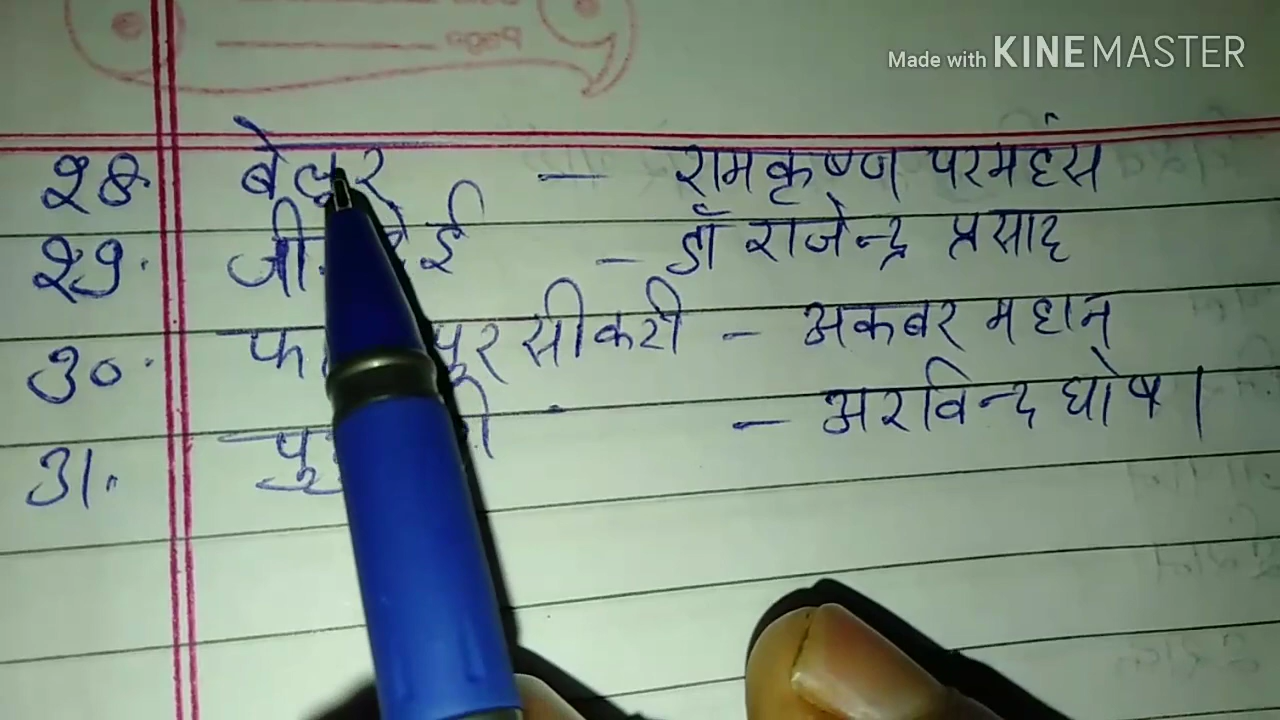 Made with KINEMASTER
२८. बेलूर — रामकृष्ण परमहंस
२९. — डॉ राजेन्द्र प्रसाद
३०. सीकरी — अकबर महान
३१. — अरविन्द घोष।